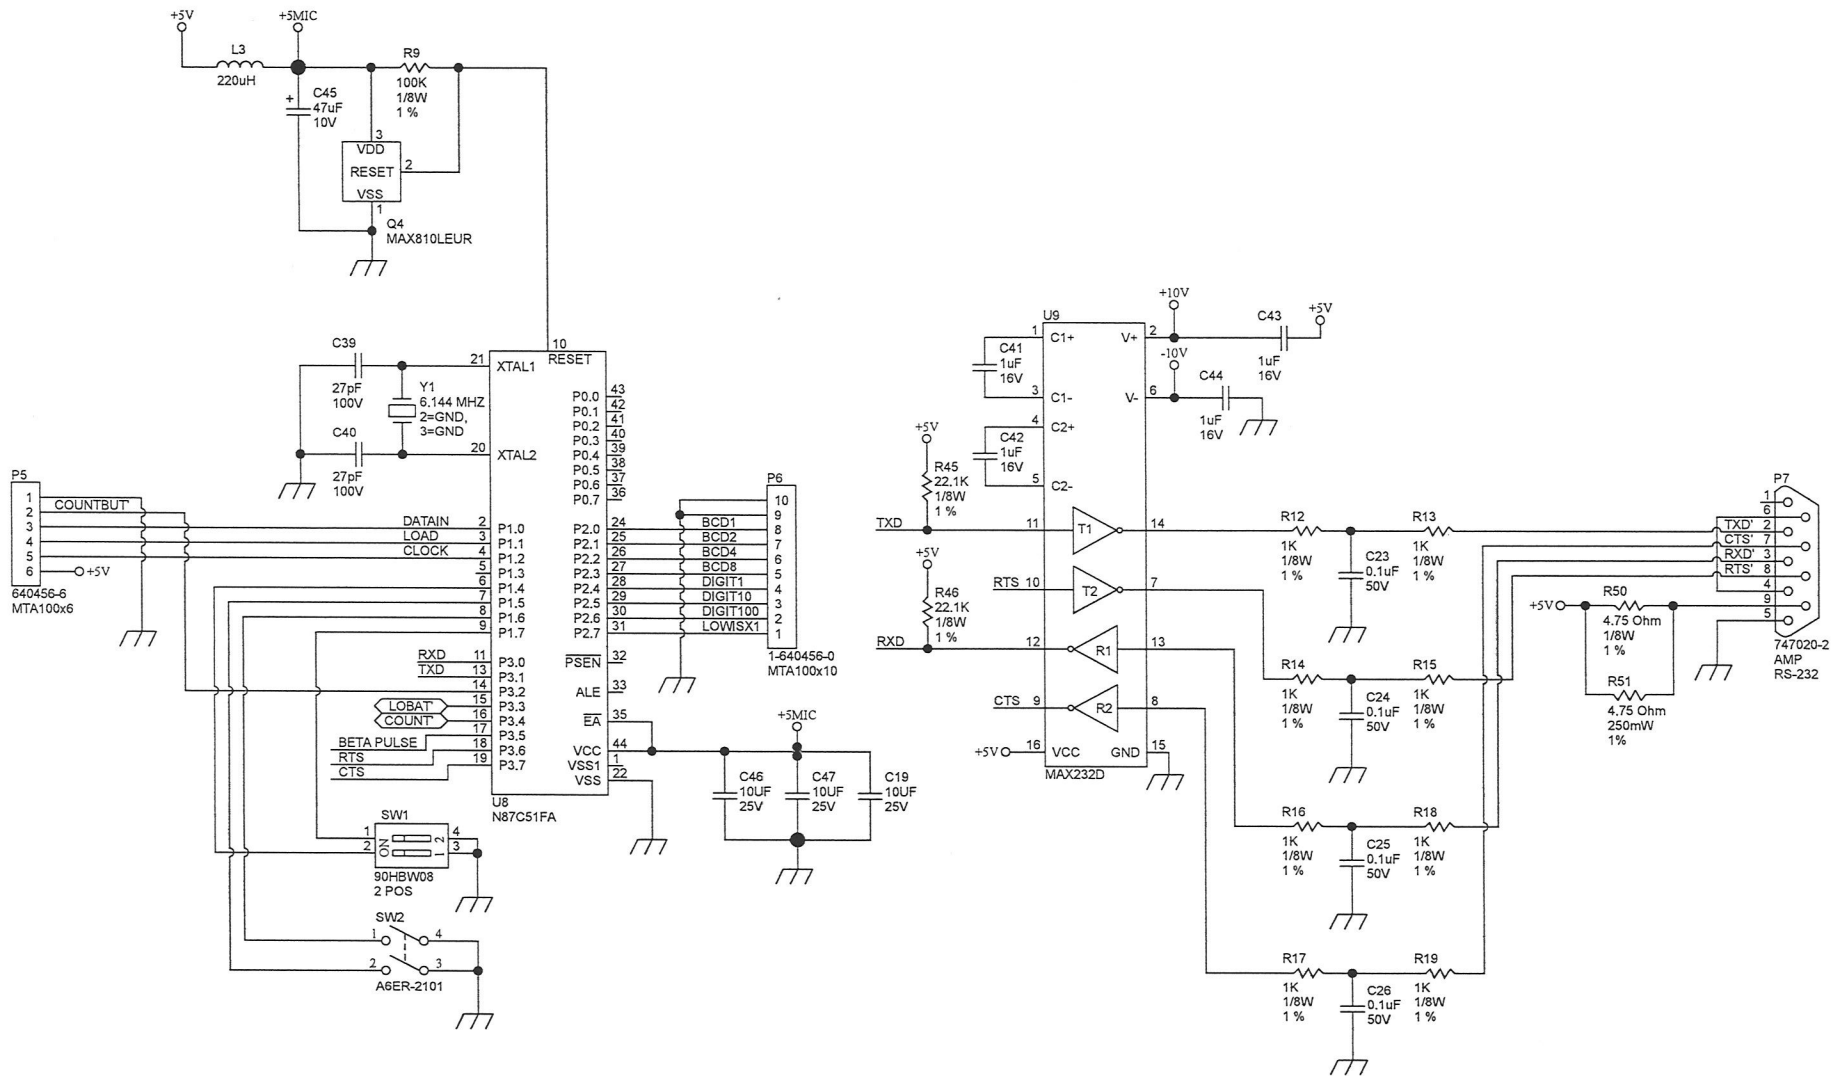 +5V
+5MIC
L3
220uH
R9
100K
1/8W
1 %
+
C45
47uF
10V
3
VDD
RESET
2
VSS
1
Q4
MAX810LEUR
C39
27pF
100V
C40
27pF
100V
Y1
6.144 MHZ
2=GND,
3=GND
10
RESET
21
XTAL1
20
XTAL2
P0.0 43
P0.1 42
P0.2 41
P0.3 40
P0.4 39
P0.5 38
P0.6 37
P0.7 36
P5
1
2 COUNTBUT'
3
4
5
6 +5V
640456-6
MTA100x6
DATAIN 2 P1.0
LOAD 3 P1.1
CLOCK 4 P1.2
5 P1.3
6 P1.4
7 P1.5
8 P1.6
9 P1.7
RXD 11 P3.0
TXD 13 P3.1
14 P3.2
LOBAT' 15 P3.3
COUNT' 16 P3.4
BETA PULSE 17 P3.5
RTS 18 P3.6
CTS 19 P3.7
P2.0 24 BCD1
P2.1 25 BCD2
P2.2 26 BCD4
P2.3 27 BCD8
P2.4 28 DIGIT1
P2.5 29 DIGIT10
P2.6 30 DIGIT100
P2.7 31 LOWISX1
PSEN 32
ALE 33
EA 35
VCC 44
VSS1 1
VSS 22
U8
N87C51FA
P6
10
9
8
7
6
5
4
3
2
1
1-640456-0
MTA100x10
+5MIC
C46
10UF
25V
C47
10UF
25V
C19
10UF
25V
SW1
1
2
ON
2
1
4
3
90HBW08
2 POS
SW2
1
4
2
3
A6ER-2101
U9
1 C1+
3 C1-
4 C2+
5 C2-
C41
1uF
16V
C42
1uF
16V
V+ 2
V- 6
+10V
-10V
C43
1uF
16V
+5V
C44
1uF
16V
+5V
R45
22.1K
1/8W
1 %
TXD
11
T1
14
+5V
R46
22.1K
1/8W
1 %
RTS 10
T2
7
RXD
12
R1
13
CTS 9
R2
8
+5V 16 VCC
GND 15
MAX232D
R12
1K
1/8W
1 %
C23
0.1uF
50V
R13
1K
1/8W
1 %
R14
1K
1/8W
1 %
C24
0.1uF
50V
R15
1K
1/8W
1 %
R16
1K
1/8W
1 %
C25
0.1uF
50V
R18
1K
1/8W
1 %
R17
1K
1/8W
1 %
C26
0.1uF
50V
R19
1K
1/8W
1 %
P7
1
6
TXD' 2
CTS' 7
RXD' 3
RTS' 8
4
9
5
+5V
R50
4.75 Ohm
1/8W
1 %
R51
4.75 Ohm
250mW
1%
747020-2
AMP
RS-232